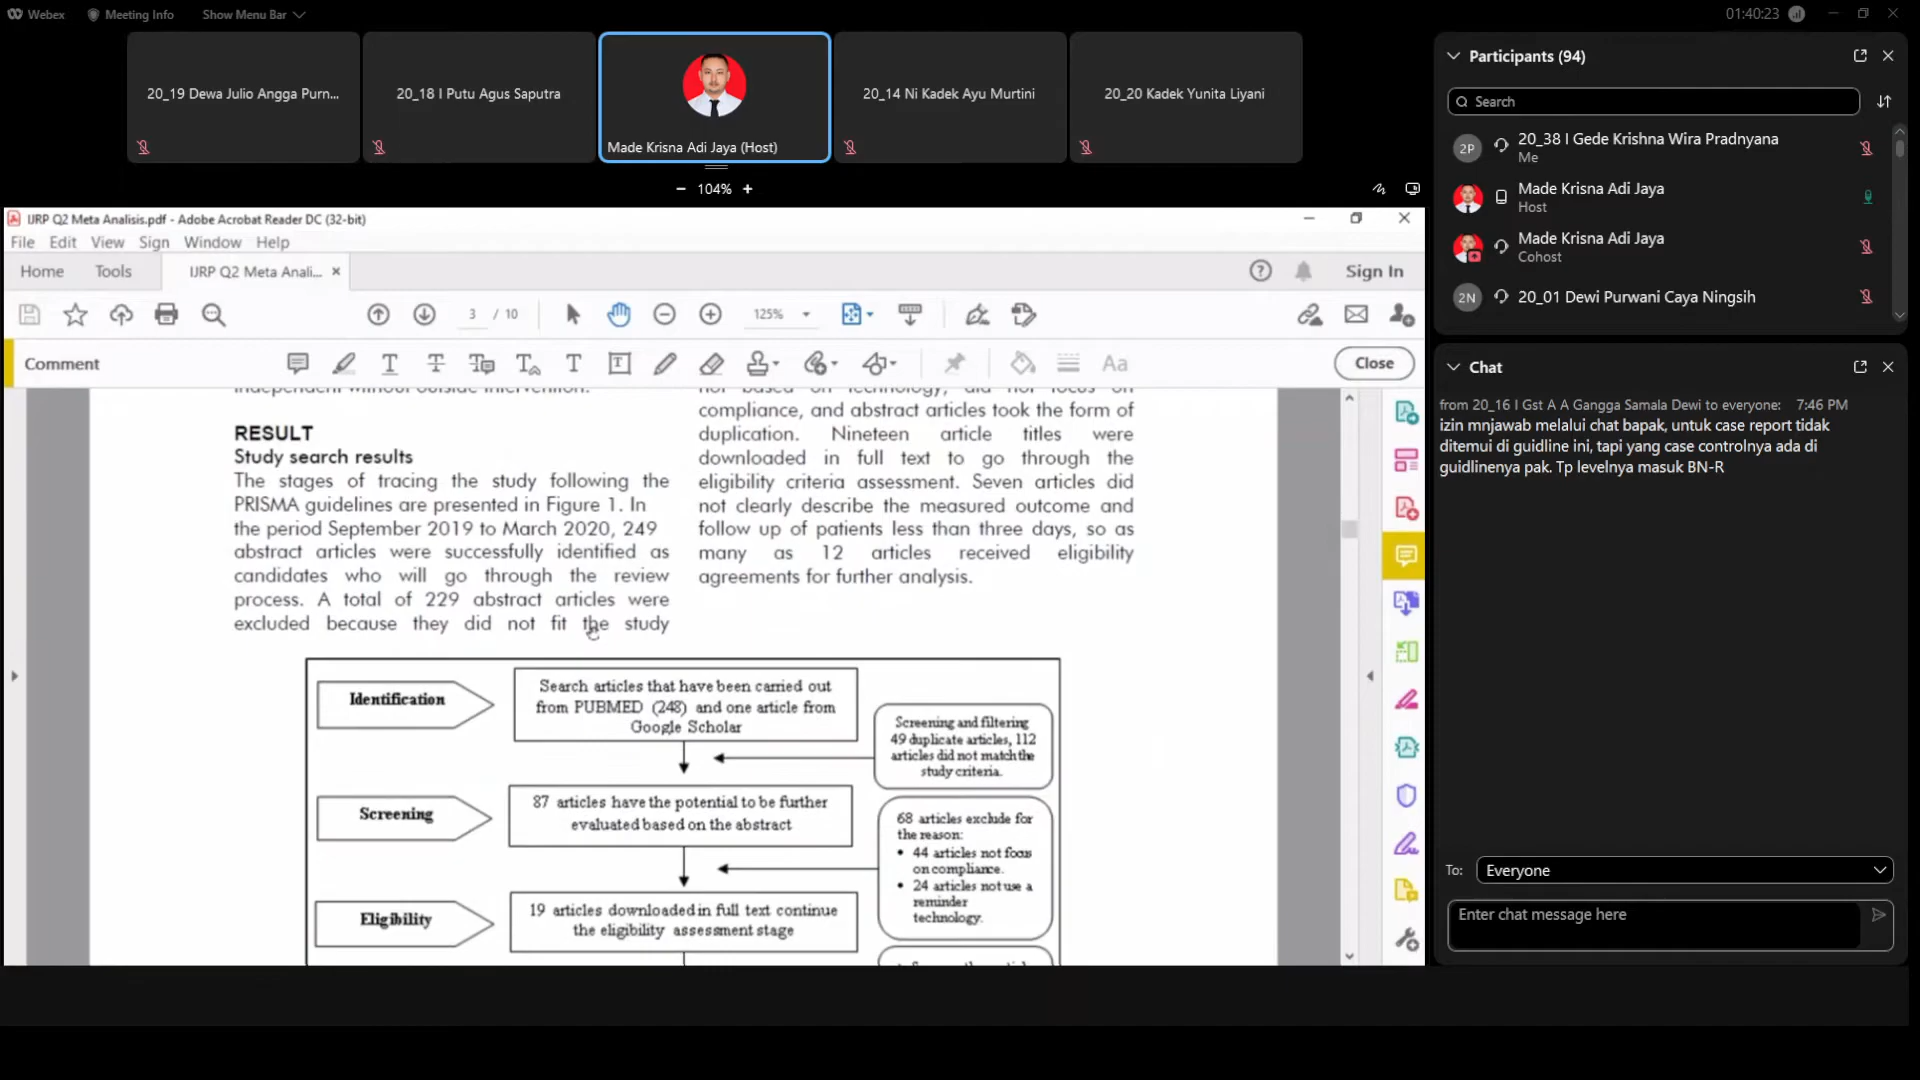 Webex
Meeting Info
Show Menu Bar
01:40:23
20_19 Dewa Julio Angga Purn...
20_18 I Putu Agus Saputra
Made Krisna Adi Jaya (Host)
20_14 Ni Kadek Ayu Murtini
20_20 Kadek Yunita Liyani
104%
IJRP Q2 Meta Analisis.pdf - Adobe Acrobat Reader DC (32-bit)
File Edit View Sign Window Help
Home
Tools
IJRP Q2 Meta Anali...
Sign In
3 / 10
125%
Comment
Close
independent without outside intervention.
RESULT
Study search results
The stages of tracing the study following the
PRISMA guidelines are presented in Figure 1. In
the period September 2019 to March 2020, 249
abstract articles were successfully identified as
candidates who will go through the review
process. A total of 229 abstract articles were
excluded because they did not fit the study
not based on technology, did not focus on
compliance, and abstract articles took the form of
duplication. Nineteen article titles were
downloaded in full text to go through the
eligibility criteria assessment. Seven articles did
not clearly describe the measured outcome and
follow up of patients less than three days, so as
many as 12 articles received eligibility
agreements for further analysis.
Identification
Search articles that have been carried out
from PUBMED (248) and one article from
Google Scholar
Screening and filtering
49 duplicate articles, 112
articles did not match the
study criteria.
Screening
87 articles have the potential to be further
evaluated based on the abstract
68 articles exclude for
the reason:
• 44 articles not focus
on compliance.
• 24 articles not use a
reminder
technology.
Eligibility
19 articles downloaded in full text continue
the eligibility assessment stage
Participants (94)
Search
2P
20_38 I Gede Krishna Wira Pradnyana
Me
Made Krisna Adi Jaya
Host
Made Krisna Adi Jaya
Cohost
2N
20_01 Dewi Purwani Caya Ningsih
Chat
from 20_16 I Gst A A Gangga Samala Dewi to everyone: 7:46 PM
izin mnjawab melalui chat bapak, untuk case report tidak
ditemui di guidline ini, tapi yang case controlnya ada di
guidlinenya pak. Tp levelnya masuk BN-R
To:
Everyone
Enter chat message here